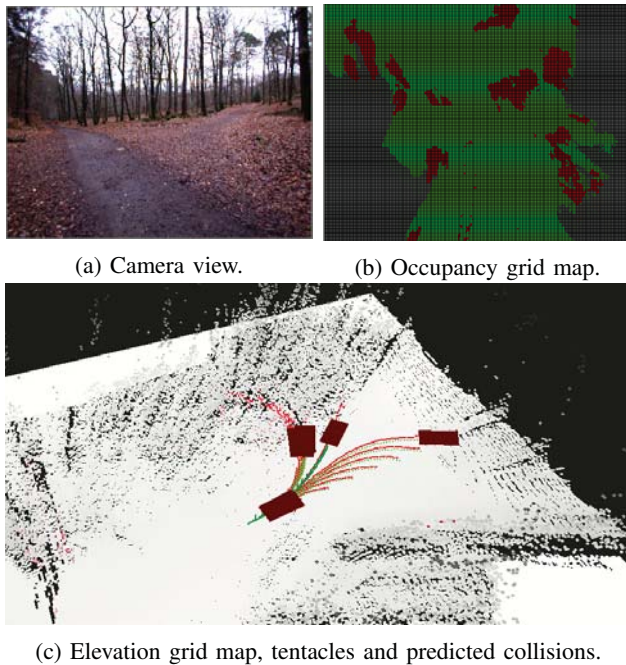 (a) Camera view.
(b) Occupancy grid map.
(c) Elevation grid map, tentacles and predicted collisions.